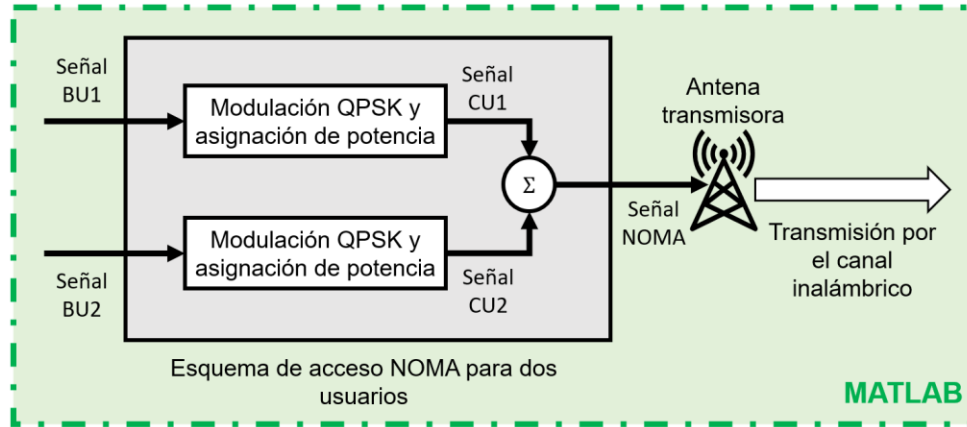 Señal
BU1
Modulación QPSK y
asignación de potencia
Señal
CU1
Antena
transmisora
Σ
Señal
BU2
Modulación QPSK y
asignación de potencia
Señal
CU2
Señal
NOMA
Transmisión por
el canal
inalámbrico
Esquema de acceso NOMA para dos
usuarios
MATLAB